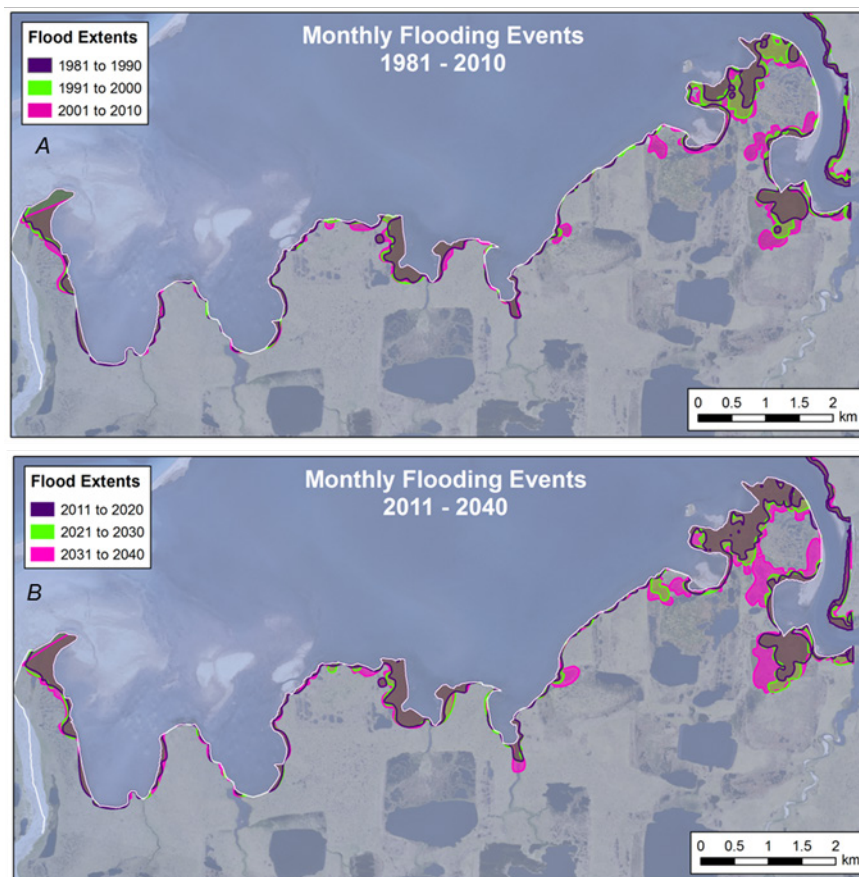 Flood Extents
1981 to 1990
1991 to 2000
2001 to 2010
A
Monthly Flooding Events
1981 - 2010
0 0.5 1 1.5 2
km
Flood Extents
2011 to 2020
2021 to 2030
2031 to 2040
B
Monthly Flooding Events
2011 - 2040
0 0.5 1 1.5 2
km